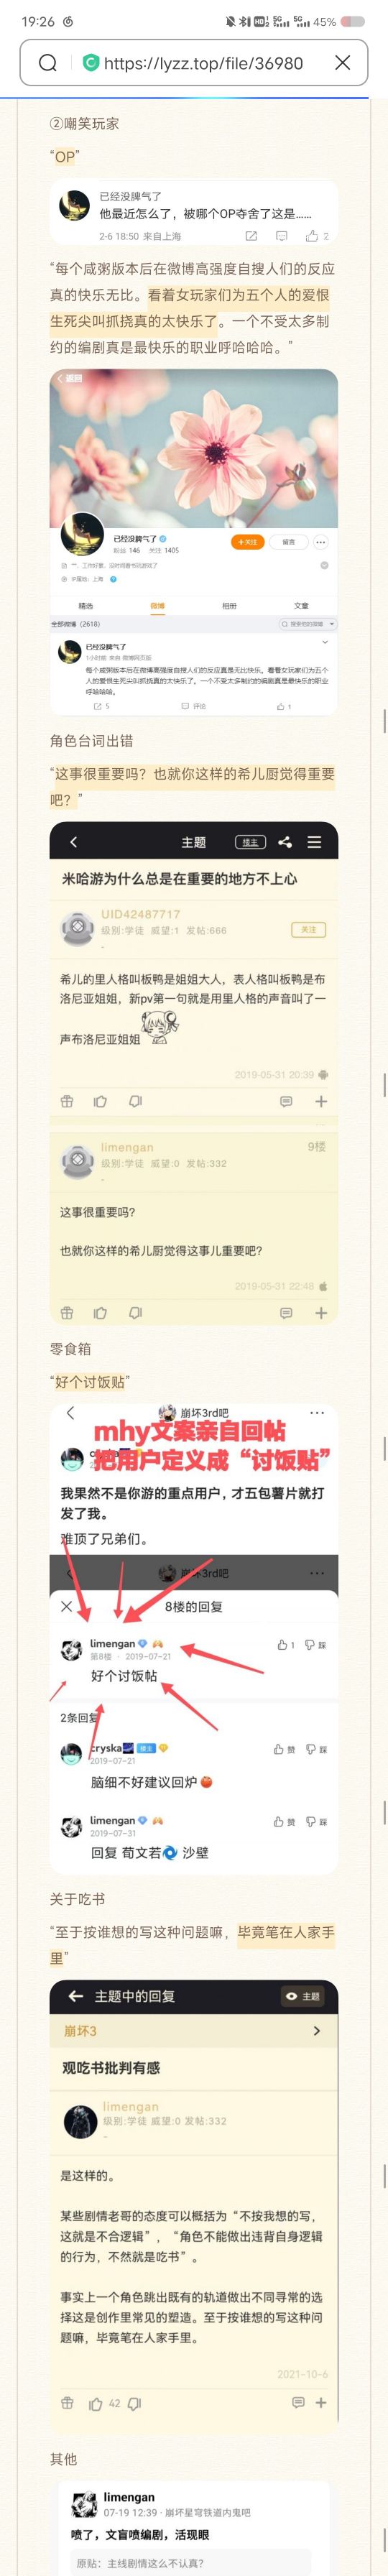 19:26
45%
https://lyzz.top/file/36980
②嘲笑玩家
“OP”
已经没脾气了
他最近怎么了，被哪个OP寺舍了这是……
2-6 18:50 来自上海
2
“每个咸粥版本后在微博高强度自搜人们的反应
真的快乐无比。看着女玩家们为五个人的爱恨
生死尖叫抓挠真的太快乐了。一个不受太多制
约的编剧真是最快乐的职业呼哈哈哈。”
返回
已经没脾气了
粉丝 146 关注 1405
+关注
留言
IP属地：上海
精选
微博
相册
文章
全部微博（2618）
已经没脾气了
1小时前 来自 微博网页版
每个咸粥版本后在微博高强度自搜人们的反应真是无比快乐。看着女玩家们为五个
人的爱恨生死尖叫抓挠真的太快乐了。一个不受太多制约的编剧真是最快乐的职业
呼哈哈哈。
5
评论
1
角色台词出错
“这事很重要吗？也就你这样的希儿厨觉得重要
吧？”
主题
楼主
米哈游为什么总是在重要的地方不上心
UID42487717
级别:学徒 威望:1 发帖:666
关注
-
希儿的里人格叫板鸭是姐姐大人，表人格叫板鸭是布
洛尼亚姐姐，新pv第一句就是用里人格的声音叫了一
声布洛尼亚姐姐
2019-05-31 20:39
limengan
9楼
级别:学徒 威望:0 发帖:332
-
这事很重要吗？
也就你这样的希儿厨觉得这事儿重要吧？
2019-05-31 22:48
零食箱
“好个讨饭贴”
崩坏3rd吧
mhy文案亲自回帖
把用户定义成“讨饭贴”
我果然不是你游的重点用户，才五包薯片就打
发了我。
难顶了兄弟们。
崩坏3rd吧
8楼的回复
limengan
第8楼 · 2019-07-21
1
踩
好个讨饭帖
2条回复
cryska
楼主
2019-07-21
赞
踩
脑细不好建议回炉
limengan
2019-07-31
赞
踩
回复 荀文若 沙壁
关于吃书
“至于按谁想的写这种问题嘛，毕竟笔在人家手
里”
主题中的回复
主题
崩坏3
观吃书批判有感
limengan
级别:学徒 威望:0 发帖:332
-
是这样的。
某些剧情老哥的态度可以概括为“不按我想的写，
这就是不合逻辑”，“角色不能做出违背自身逻辑
的行为，不然就是吃书”。
事实上一个角色跳出既有的轨道做出不同寻常的选
择这是创作里常见的塑造。至于按谁想的写这种问
题嘛，毕竟笔在人家手里。
2021-10-6
42
其他
limengan
07-19 12:39 · 崩坏星穹铁道内鬼吧
喷了，文盲喷编剧，活现眼
原贴：主线剧情这么不认真？